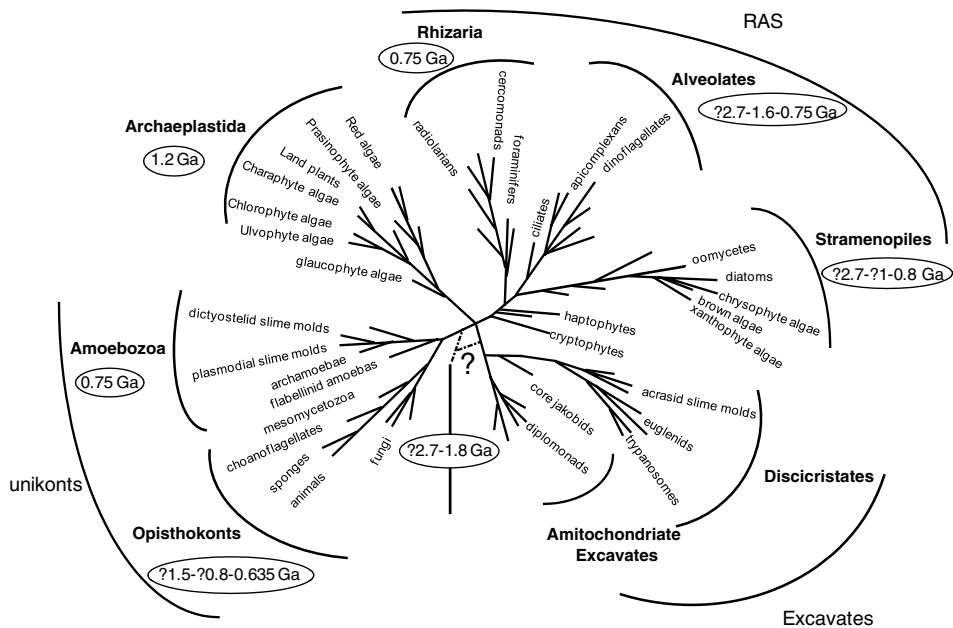 RAS
Rhizaria
0.75 Ga
Alveolates
?2.7-1.6-0.75 Ga
Archaeplastida
1.2 Ga
Red algae
Prasinophyte algae
Land plants
Charaphyte algae
Chlorophyte algae
Ulvophyte algae
glaucophyte algae
radiolarians
cercomonads
foraminifers
ciliates
apicomplexans
dinoflagellates
Stramenopiles
?2.7-?1-0.8 Ga
oomycetes
diatoms
chrysophyte algae
brown algae
xanthophyte algae
haptophytes
cryptophytes
dictyostelid slime molds
plasmodial slime molds
archamoebae
flabellinid amoebas
mesomycetozoa
choanoflagellates
sponges
animals
fungi
Amoebozoa
0.75 Ga
?
?2.7-1.8 Ga
core jakobids
diplomonads
acrasid slime molds
euglenids
trypanosomes
unikonts
Discicristates
Opisthokonts
?1.5-?0.8-0.635 Ga
Amitochondriate
Excavates
Excavates